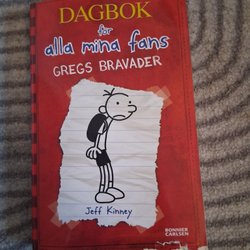 DAGBOK
för
alla mina fans
GREGS BRAVADER
Jeff Kinney
BONNIER
CARLSEN